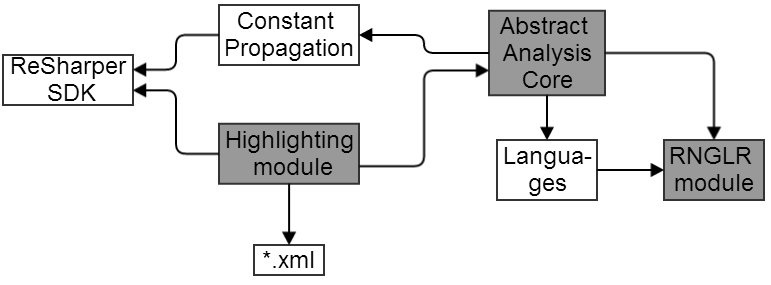 Constant
Propagation
Abstract
Analysis
Core
ReSharper
SDK
Highlighting
module
Langua-
ges
RNGLR
module
*.xml